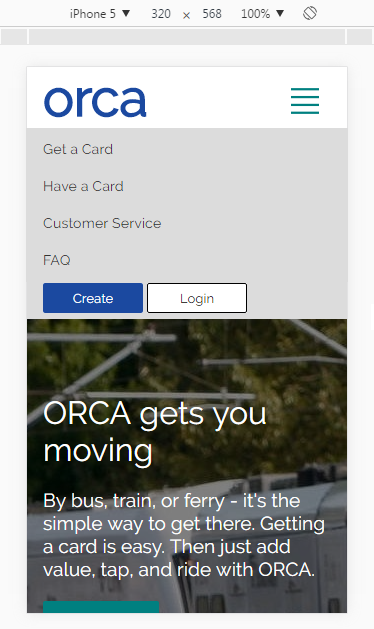 iPhone 5 ▼ 320 × 568 100% ▼
orca
Get a Card
Have a Card
Customer Service
FAQ
Create Login
ORCA gets you
moving
By bus, train, or ferry - it's the
simple way to get there. Getting
a card is easy. Then just add
value, tap, and ride with ORCA.